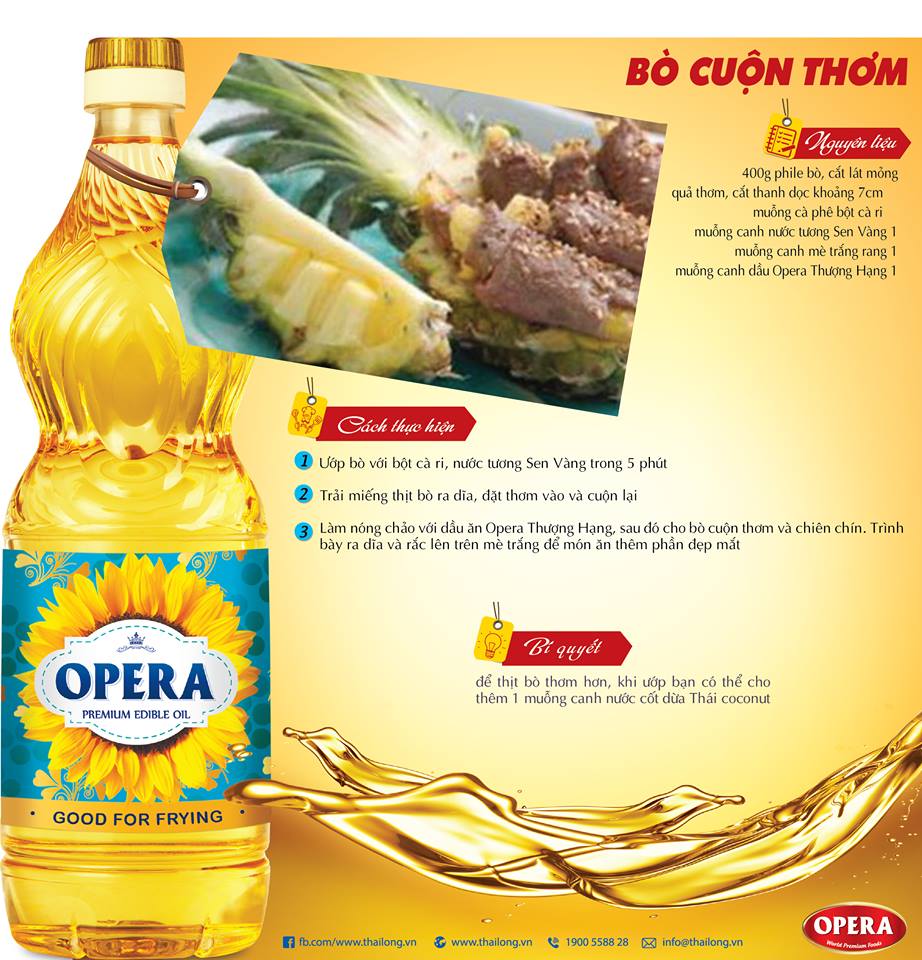 BÒ CUỘN THƠM
Nguyên liệu
400g phile bò, cắt lát mỏng
quả thơm, cắt thanh dọc khoảng 7cm
muỗng cà phê bột cà ri
muỗng canh nước tương Sen Vàng 1
muỗng canh mè trắng rang 1
muỗng canh dầu Opera Thượng Hạng 1
Cách thực hiện
1 Ướp bò với bột cà ri, nước tương Sen Vàng trong 5 phút
2 Trải miếng thịt bò ra dĩa, đặt thơm vào và cuộn lại
3 Làm nóng chảo với dầu ăn Opera Thượng Hạng, sau đó cho bò cuộn thơm và chiên chín. Trình
bày ra dĩa và rắc lên trên mè trắng để món ăn thêm phần đẹp mắt
Bí quyết
để thịt bò thơm hơn, khi ướp bạn có thể cho
thêm 1 muỗng canh nước cốt dừa Thái coconut
OPERA
PREMIUM EDIBLE OIL
• GOOD FOR FRYING •
fb.com/www.thailong.vn www.thailong.vn 1900 5588 28 info@thailong.vn
OPERA
World Premium Foods